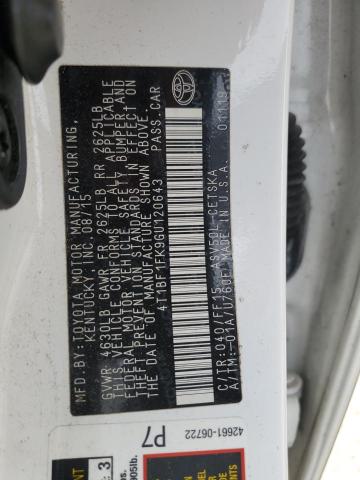 MFD. BY: TOYOTA MOTOR MANUFACTURING,
KENTUCKY, INC. 08/15
GVWR 4630LB GAWR FR 2625LB RR 2625LB
THIS VEHICLE CONFORMS TO ALL APPLICABLE
FEDERAL MOTOR VEHICLE SAFETY, BUMPER, AND
THEFT PREVENTION STANDARDS IN EFFECT ON
THE DATE OF MANUFACTURE SHOWN ABOVE.
4T1BF1FK9GU120643 PASS.CAR
C/TR: 040/FF15 ASV50L-CETSKA
A/TM: -01A/U760E MADE IN U.S.A. 01119
42661-06722
P7